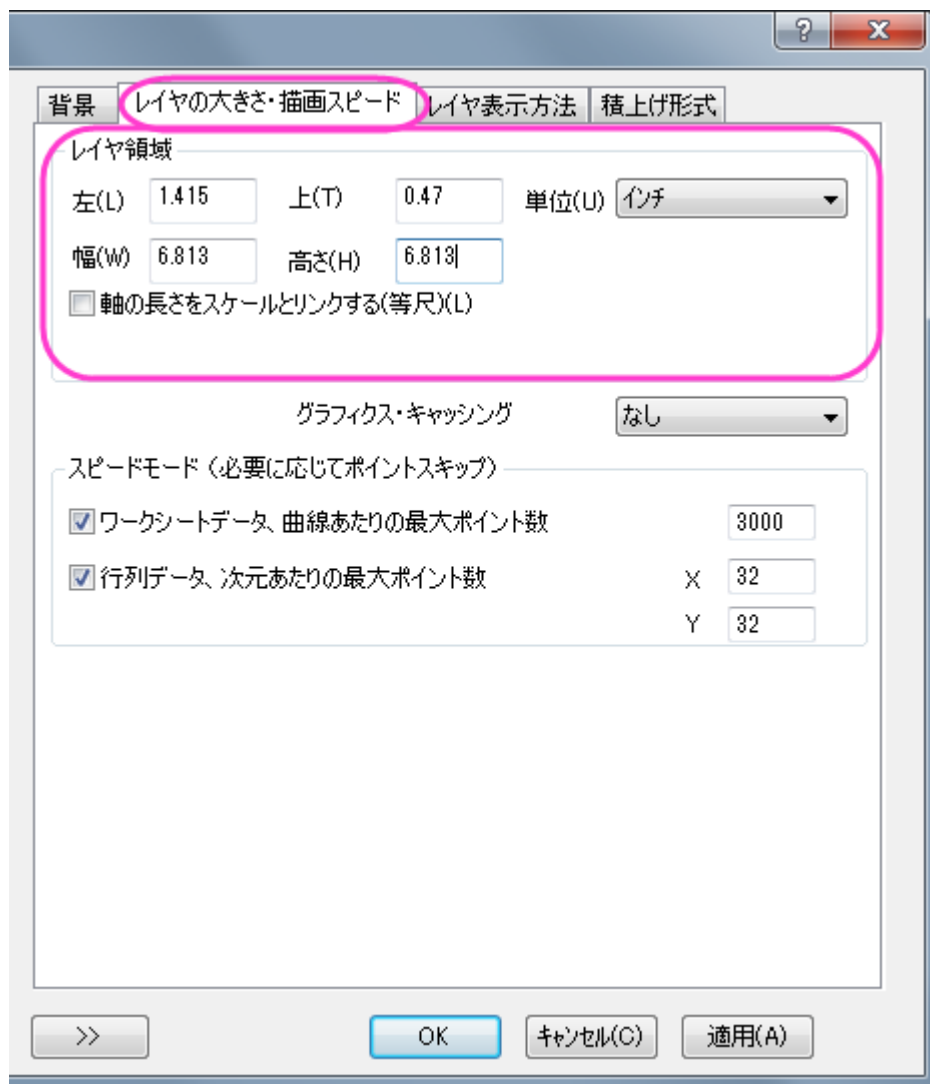 ?
x
背景 レイヤの大きさ・描画スピード レイヤ表示方法 積上げ形式
レイヤ領域
左(L) 1.415 上(T) 0.47 単位(U) インチ
幅(W) 6.813 高さ(H) 6.813
軸の長さをスケールとリンクする(等尺)(L)
グラフィクス・キャッシング なし
スピードモード（必要に応じてポイントスキップ）
ワークシートデータ、曲線あたりの最大ポイント数 3000
行列データ、次元あたりの最大ポイント数 X 32
Y 32
>> OK キャンセル(C) 適用(A)